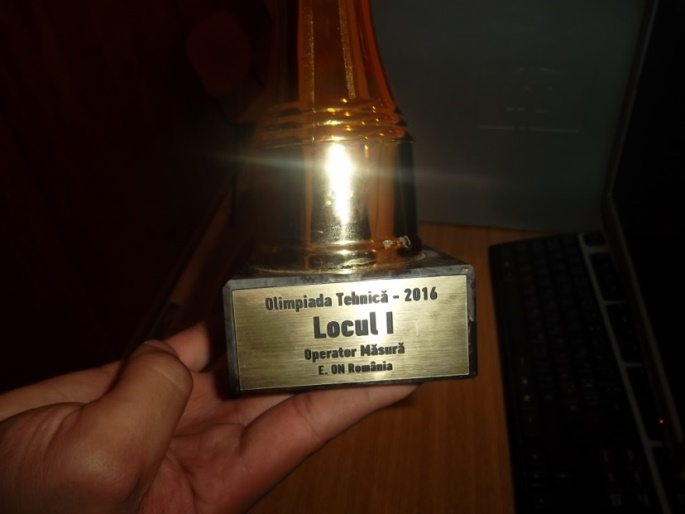 Olimpiada Tehnică - 2016
Locul I
Operator Măsură
E. ON România